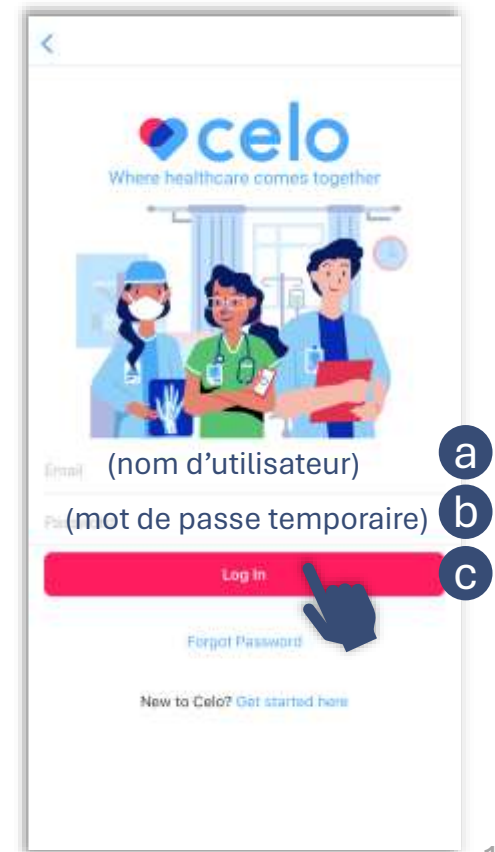 celo
Where healthcare comes together
Email (nom d'utilisateur) a
(mot de passe temporaire) b
Log In c
Forgot Password
New to Celo? Get started here